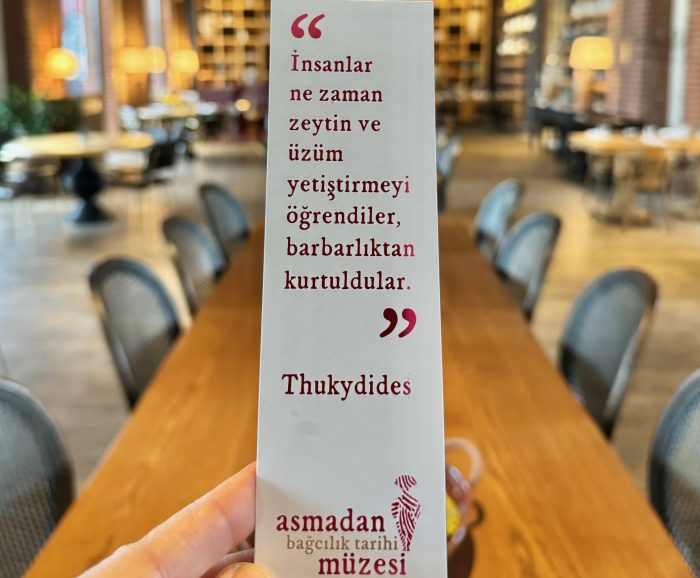 “
İnsanlar
ne zaman
zeytin ve
üzüm
yetiştirmeyi
öğrendiler,
barbarlıktan
kurtuldular.
”
Thukydides
asmadan
bağcılık tarihi
müzesi